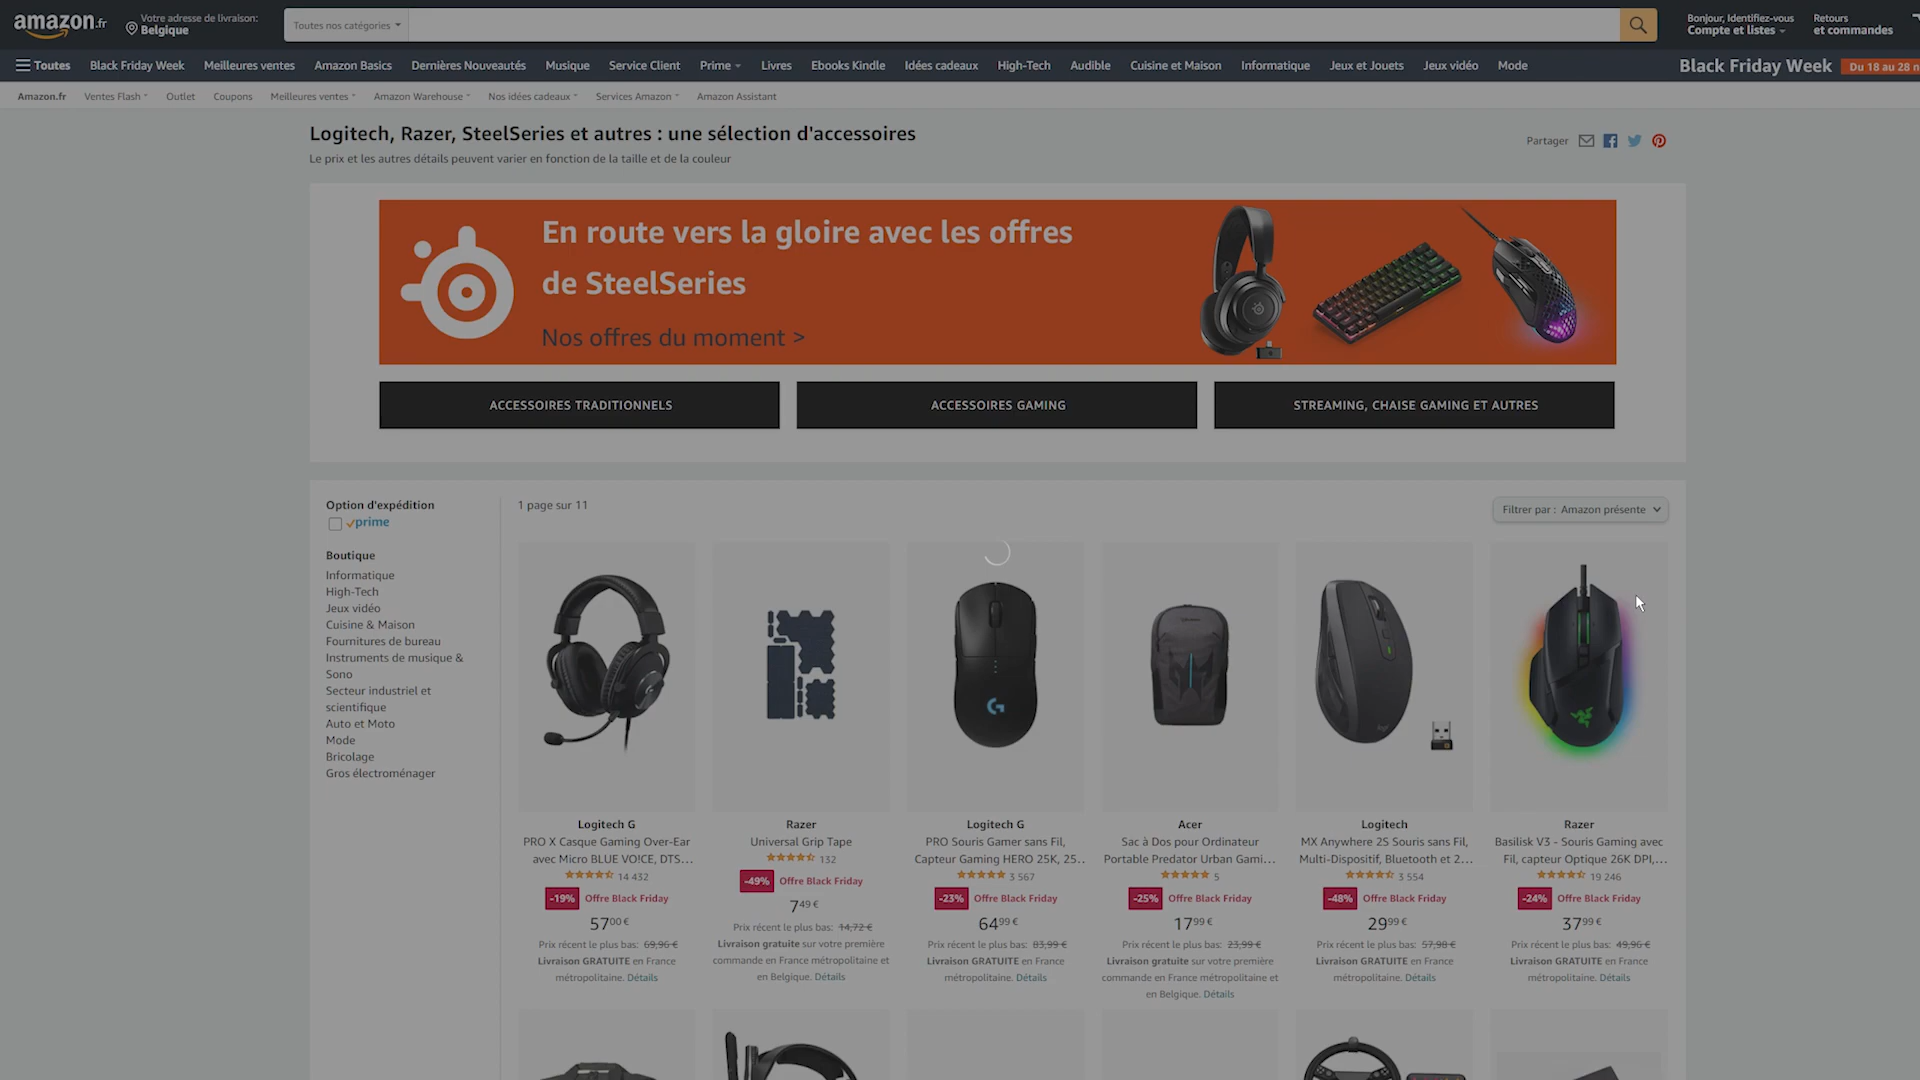 amazon.fr
Votre adresse de livraison:
Belgique
Toutes nos catégories
Bonjour, Identifiez-vous
Compte et listes
Retours
et commandes
Toutes
Black Friday Week
Meilleures ventes
Amazon Basics
Dernières Nouveautés
Musique
Service Client
Prime
Livres
Ebooks Kindle
Idées cadeaux
High-Tech
Audible
Cuisine et Maison
Informatique
Jeux et Jouets
Jeux vidéo
Mode
Black Friday Week
Du 18 au 28 n
Amazon.fr
Ventes Flash
Outlet
Coupons
Meilleures ventes
Amazon Warehouse
Nos idées cadeaux
Services Amazon
Amazon Assistant
Logitech, Razer, SteelSeries et autres : une sélection d'accessoires
Le prix et les autres détails peuvent varier en fonction de la taille et de la couleur
Partager
En route vers la gloire avec les offres
de SteelSeries
Nos offres du moment >
ACCESSOIRES TRADITIONNELS
ACCESSOIRES GAMING
STREAMING, CHAISE GAMING ET AUTRES
Option d'expédition
prime
Boutique
Informatique
High-Tech
Jeux vidéo
Cuisine & Maison
Fournitures de bureau
Instruments de musique &
Sono
Secteur industriel et
scientifique
Auto et Moto
Mode
Bricolage
Gros électroménager
1 page sur 11
Filtrer par : Amazon présente
Logitech G
PRO X Casque Gaming Over-Ear
avec Micro BLUE VO!CE, DTS...
14 432
-19% Offre Black Friday
57,00 €
Prix récent le plus bas: 69,96 €
Livraison GRATUITE en France
métropolitaine. Détails
Razer
Universal Grip Tape
132
-49% Offre Black Friday
7,49 €
Prix récent le plus bas: 14,72 €
Livraison gratuite sur votre première
commande en France métropolitaine et
en Belgique. Détails
Logitech G
PRO Souris Gamer sans Fil,
Capteur Gaming HERO 25K, 25...
3 567
-23% Offre Black Friday
64,99 €
Prix récent le plus bas: 83,99 €
Livraison GRATUITE en France
métropolitaine. Détails
Acer
Sac à Dos pour Ordinateur
Portable Predator Urban Gami...
5
-25% Offre Black Friday
17,99 €
Prix récent le plus bas: 23,99 €
Livraison gratuite sur votre première
commande en France métropolitaine et
en Belgique. Détails
Logitech
MX Anywhere 2S Souris sans Fil,
Multi-Dispositif, Bluetooth et 2...
3 554
-48% Offre Black Friday
29,99 €
Prix récent le plus bas: 57,98 €
Livraison GRATUITE en France
métropolitaine. Détails
Razer
Basilisk V3 - Souris Gaming avec
Fil, capteur Optique 26K DPI,...
19 246
-24% Offre Black Friday
37,99 €
Prix récent le plus bas: 49,96 €
Livraison GRATUITE en France
métropolitaine. Détails